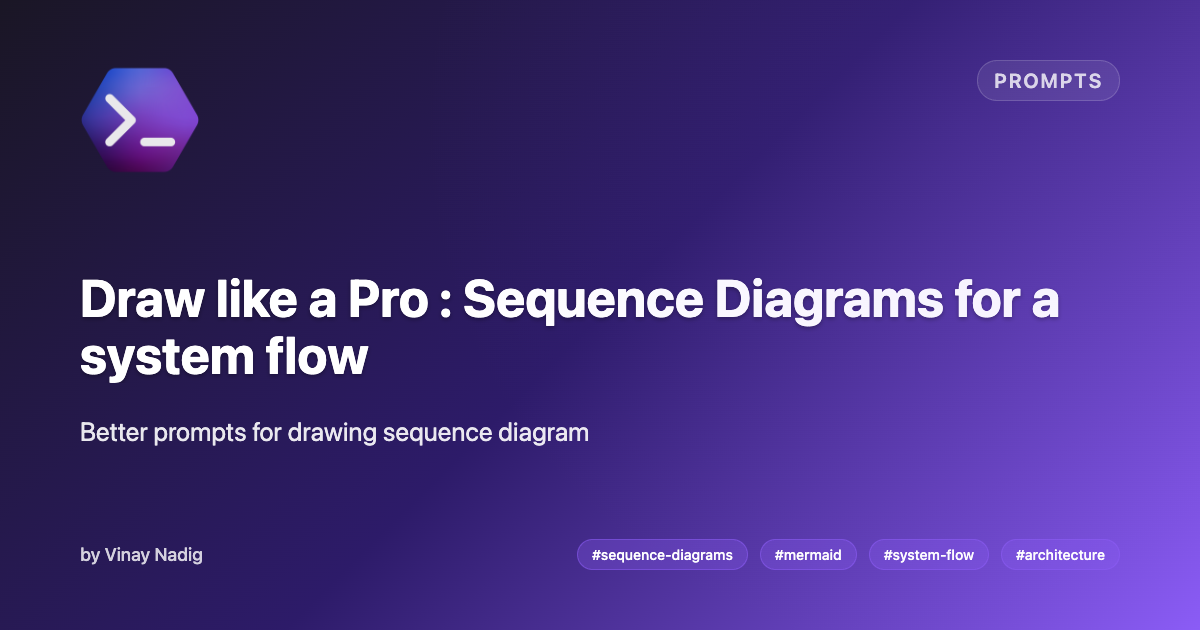 PROMPTS
Draw like a Pro : Sequence Diagrams for a
system flow
Better prompts for drawing sequence diagram
by Vinay Nadig
#sequence-diagrams
#mermaid
#system-flow
#architecture